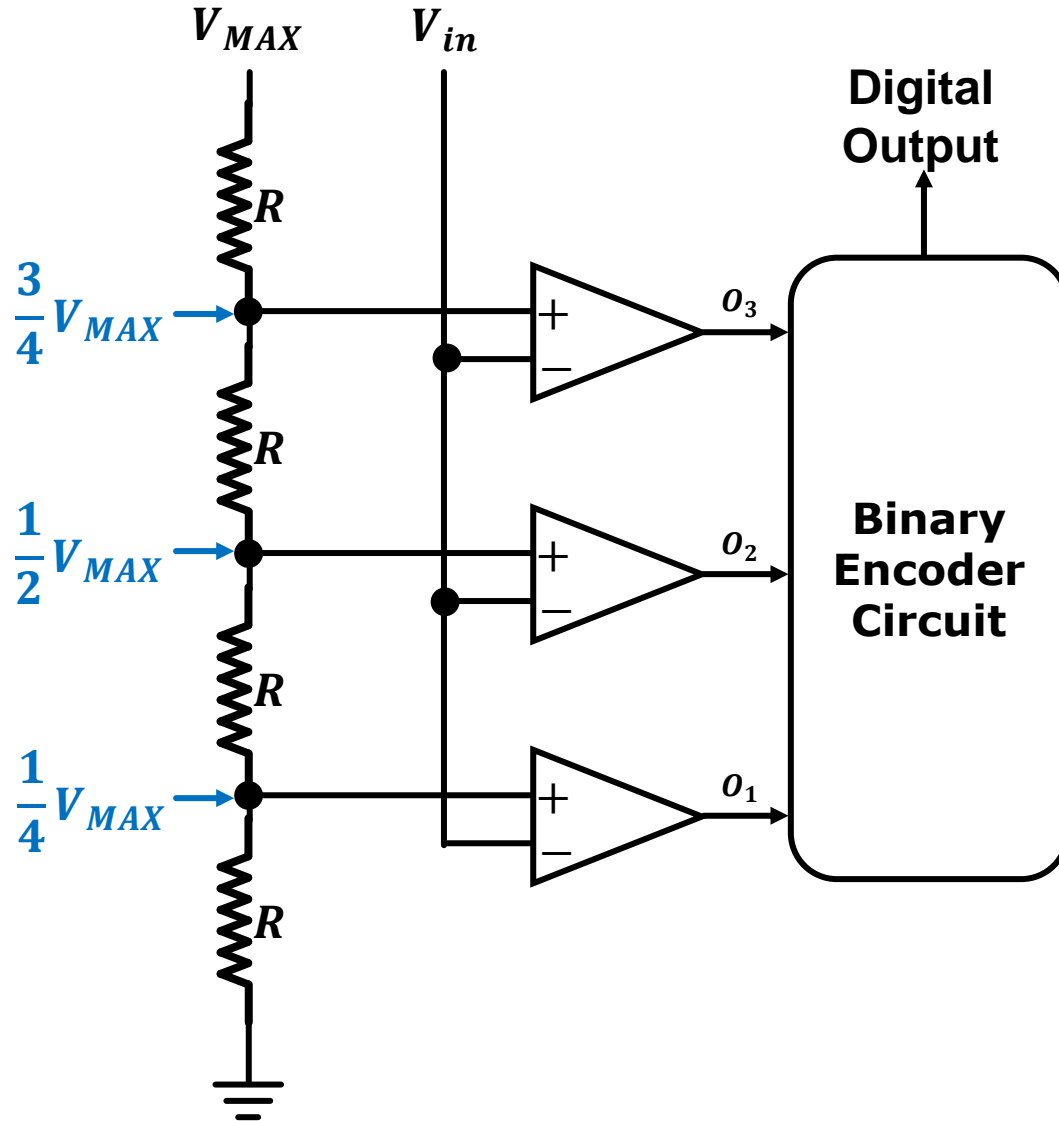 V_MAX
V_in
Digital
Output
R
3/4 V_MAX
+
−
O_3
R
1/2 V_MAX
+
−
O_2
Binary
Encoder
Circuit
R
1/4 V_MAX
+
−
O_1
R